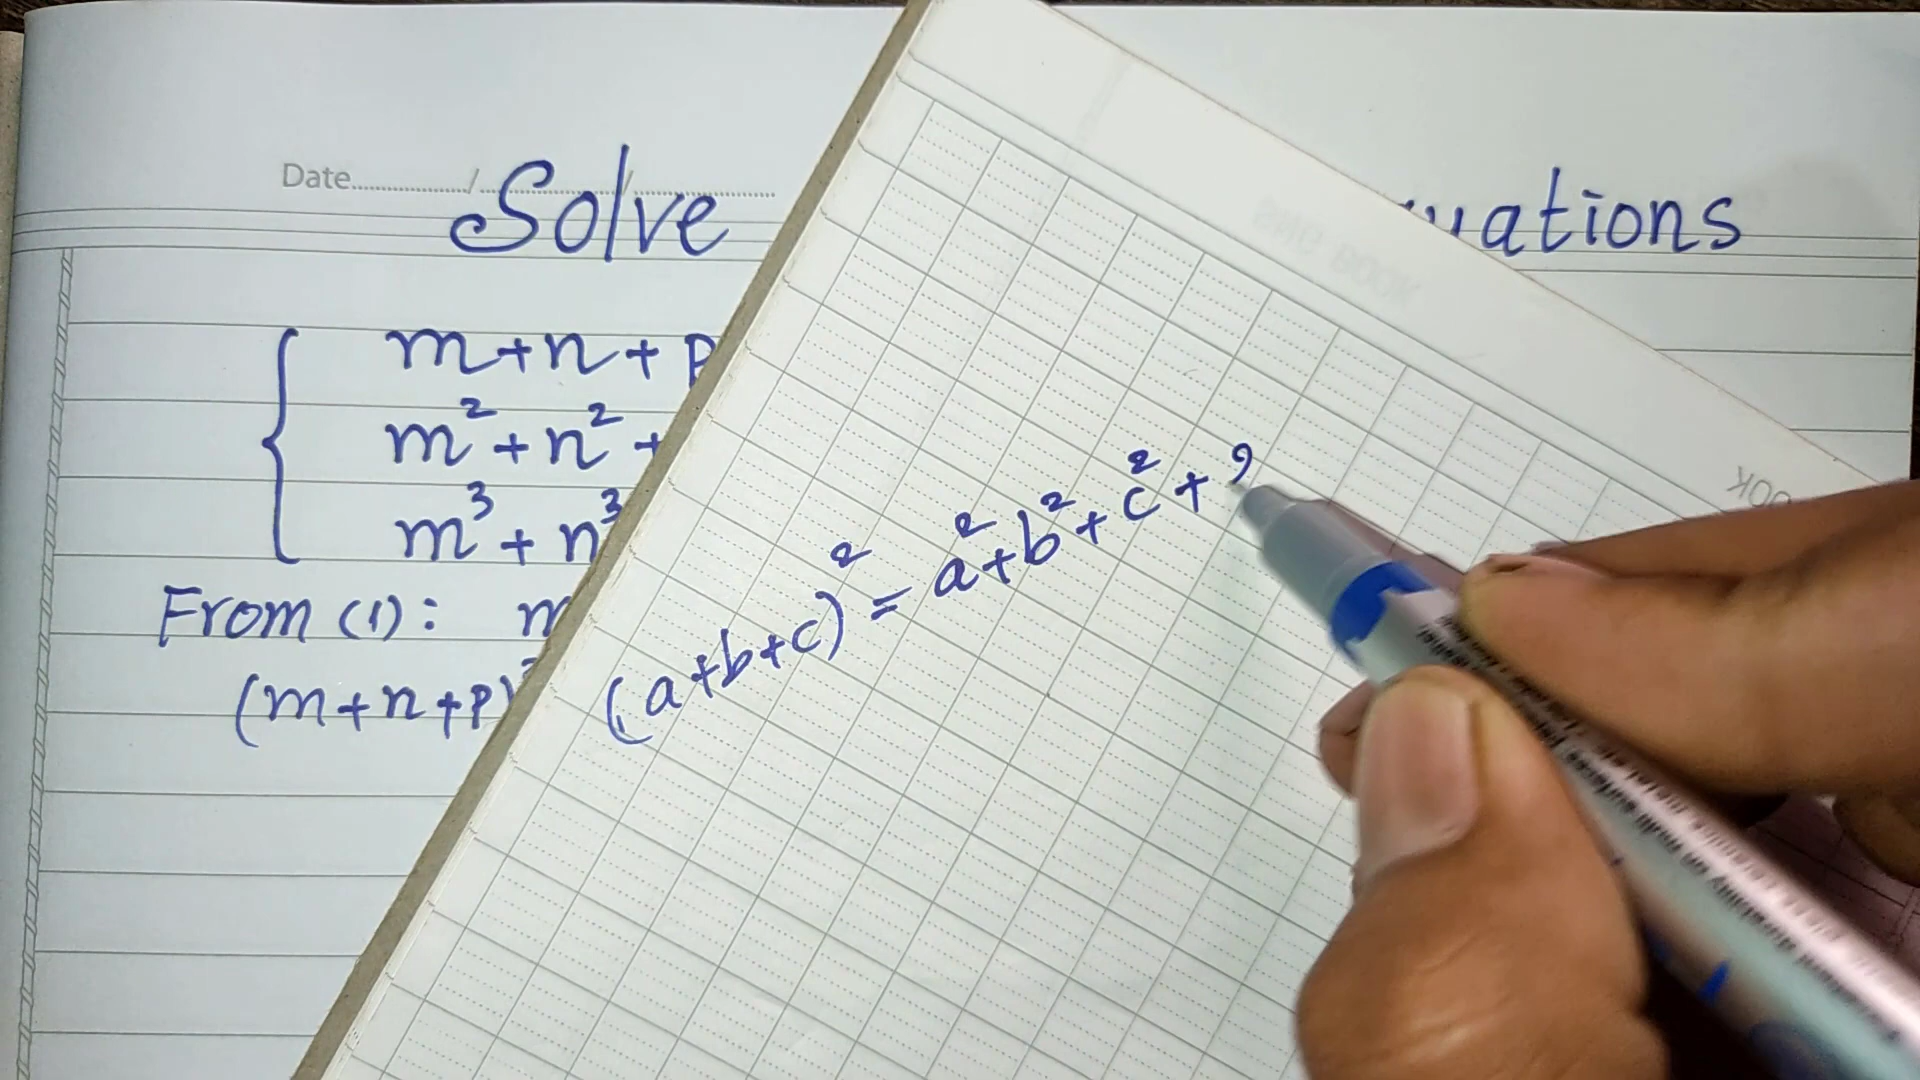 Date............/............/............
Solve uations
m+n+p
m²+n²+
m³+n³
From (1): m
(m+n+p)
(a+b+c)² = a²+b²+c²+